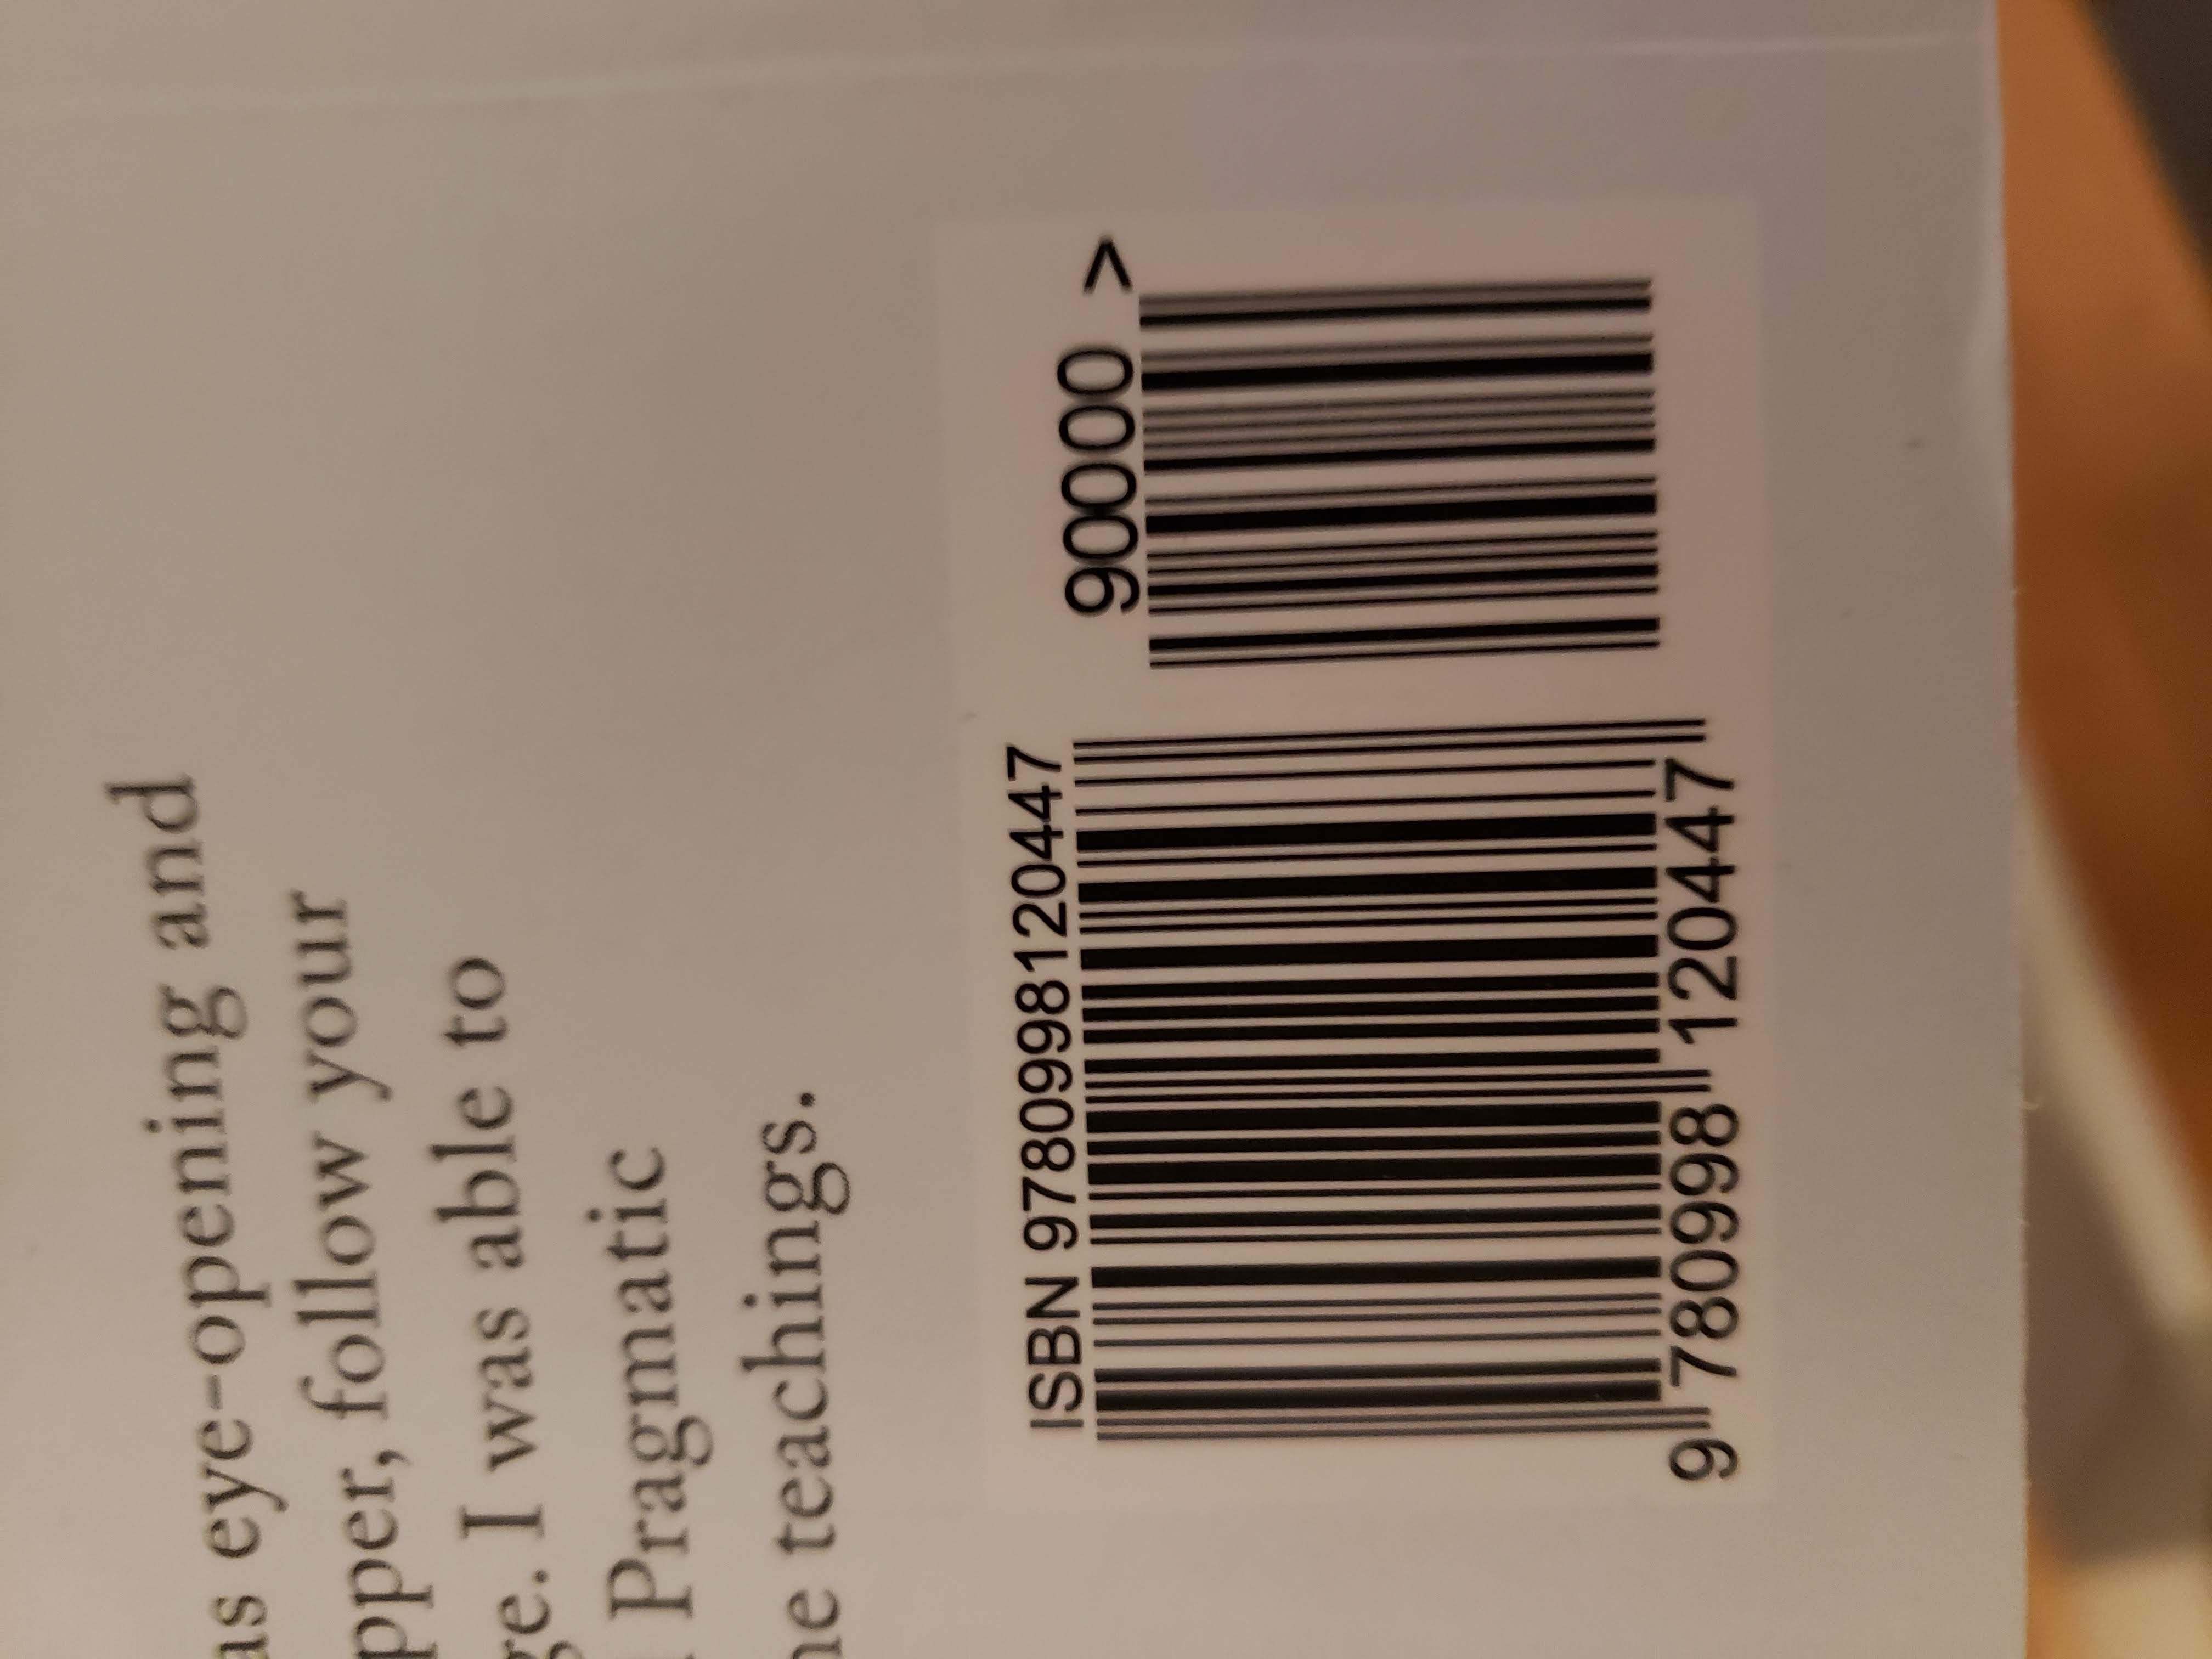 as eye-opening and
pper, follow your
ge. I was able to
Pragmatic
he teachings.
ISBN 9780998120447
90000 >
9 780998 120447